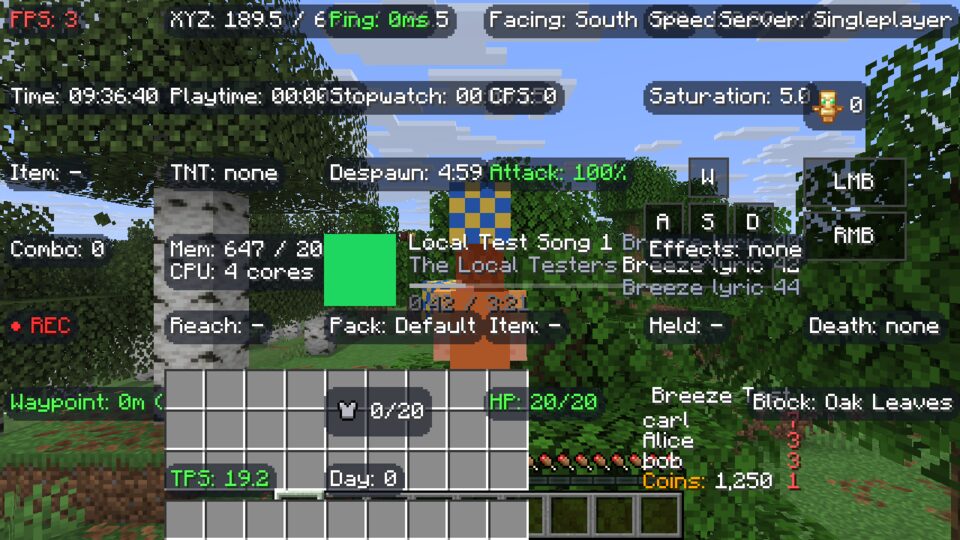 FPS: 3
XYZ: 189.5 / 6
Ping: 0ms
5
Facing: South
Speed
Server: Singleplayer
Time: 09:36:40
Playtime: 00:00
Stopwatch: 00
CPS: 0
Saturation: 5.0
0
Item: -
TNT: none
Despawn: 4:59
Attack: 100%
W
LMB
A S D
RMB
Combo: 0
Mem: 647 / 20
CPU: 4 cores
Local Test Song 1
The Local Testers
0:42 / 3:21
Effects: none
Breeze lyric
Breeze lyric 44
REC
Reach: -
Pack: Default
Item: -
Held: -
Death: none
Waypoint: 0m (
0/20
HP: 20/20
Breeze Test
Block: Oak Leaves
carl
Alice 3
bob 3
Coins: 1,250 1
TPS: 19.2
Day: 0